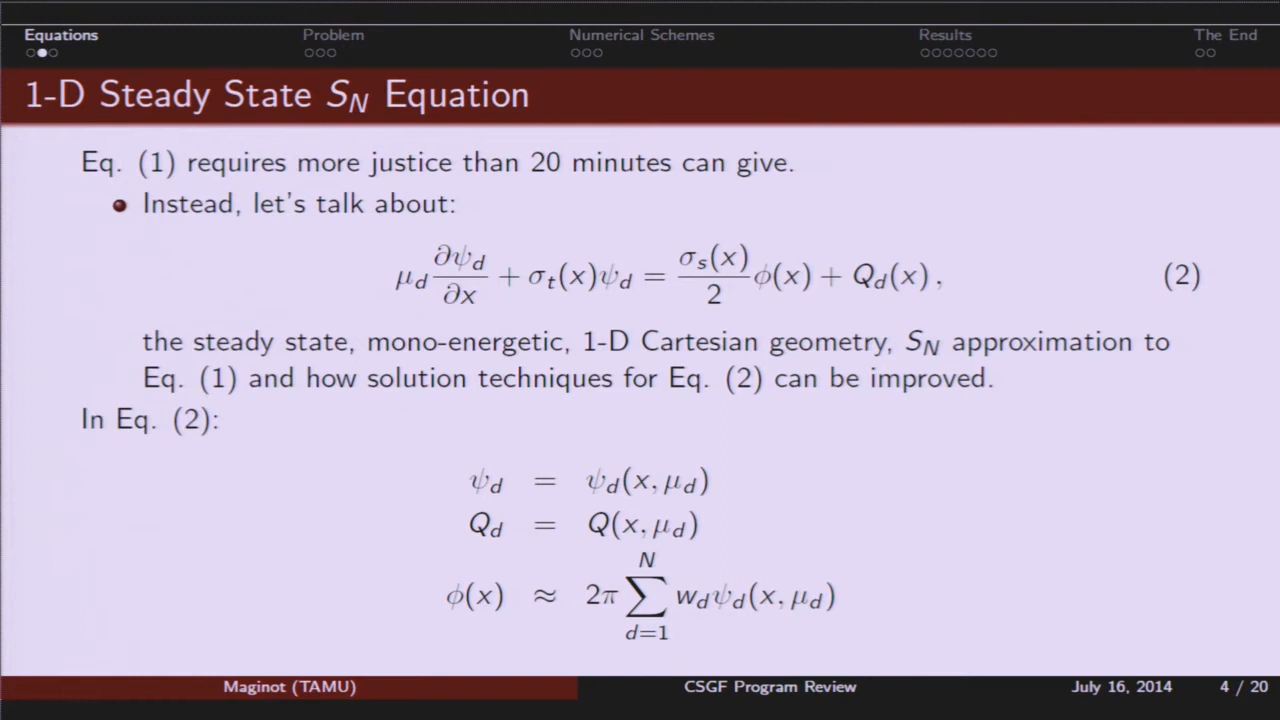 Equations Problem Numerical Schemes Results The End
1-D Steady State S_N Equation
Eq. (1) requires more justice than 20 minutes can give.
Instead, let's talk about:
μ_d ∂ψ_d/∂x + σ_t(x)ψ_d = σ_s(x)/2 ϕ(x) + Q_d(x), (2)
the steady state, mono-energetic, 1-D Cartesian geometry, S_N approximation to
Eq. (1) and how solution techniques for Eq. (2) can be improved.
In Eq. (2):
ψ_d = ψ_d(x, μ_d)
Q_d = Q(x, μ_d)
ϕ(x) ≈ 2π ∑_{d=1}^{N} w_d ψ_d(x, μ_d)
Maginot (TAMU) CSGF Program Review July 16, 2014 4 / 20